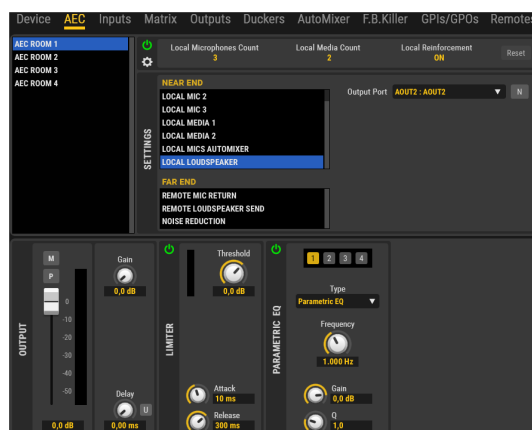 Device AEC Inputs Matrix Outputs Duckers AutoMixer F.B.Killer GPIs/GPOs Remotes
AEC ROOM 1
AEC ROOM 2
AEC ROOM 3
AEC ROOM 4
Local Microphones Count
3
Local Media Count
2
Local Reinforcement
ON
Reset
SETTINGS
NEAR END
LOCAL MIC 2
LOCAL MIC 3
LOCAL MEDIA 1
LOCAL MEDIA 2
LOCAL MICS AUTOMIXER
LOCAL LOUDSPEAKER
Output Port AOUT2 : AOUT2 N
FAR END
REMOTE MIC RETURN
REMOTE LOUDSPEAKER SEND
NOISE REDUCTION
OUTPUT
M
P
0
-10
-20
-30
-40
-50
0,0 dB
Gain
0,0 dB
Delay
U
0,00 ms
LIMITER
Threshold
0,0 dB
Attack
10 ms
Release
300 ms
PARAMETRIC EQ
1 2 3 4
Type
Parametric EQ
Frequency
1.000 Hz
Gain
0,0 dB
Q
1,0